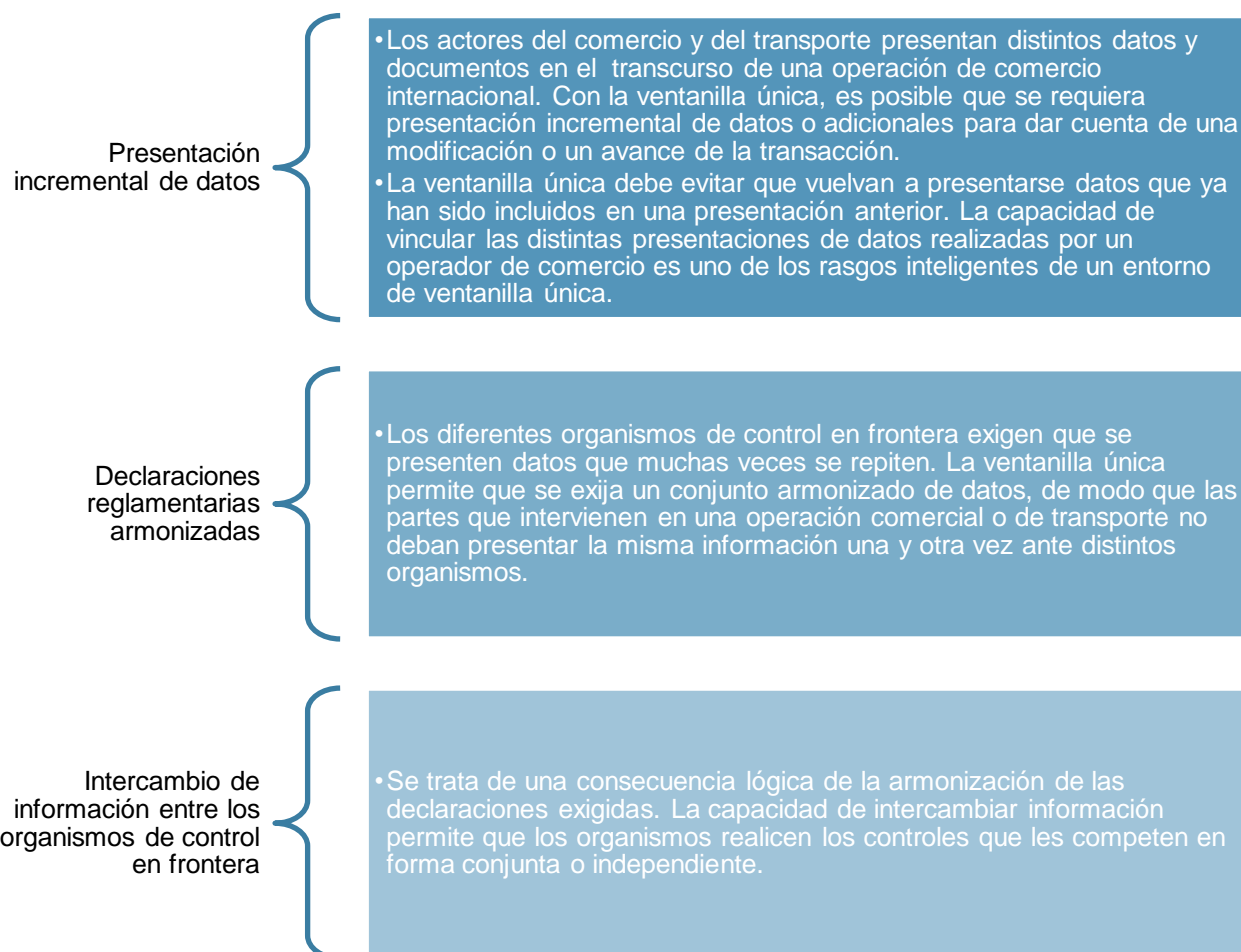 Presentación
incremental de datos
•Los actores del comercio y del transporte presentan distintos datos y
documentos en el transcurso de una operación de comercio
internacional. Con la ventanilla única, es posible que se requiera
presentación incremental de datos o adicionales para dar cuenta de una
modificación o un avance de la transacción.
•La ventanilla única debe evitar que vuelvan a presentarse datos que ya
han sido incluidos en una presentación anterior. La capacidad de
vincular las distintas presentaciones de datos realizadas por un
operador de comercio es uno de los rasgos inteligentes de un entorno
de ventanilla única.
Declaraciones
reglamentarias
armonizadas
•Los diferentes organismos de control en frontera exigen que se
presenten datos que muchas veces se repiten. La ventanilla única
permite que se exija un conjunto armonizado de datos, de modo que las
partes que intervienen en una operación comercial o de transporte no
deban presentar la misma información una y otra vez ante distintos
organismos.
Intercambio de
información entre los
organismos de control
en frontera
•Se trata de una consecuencia lógica de la armonización de las
declaraciones exigidas. La capacidad de intercambiar información
permite que los organismos realicen los controles que les competen en
forma conjunta o independiente.